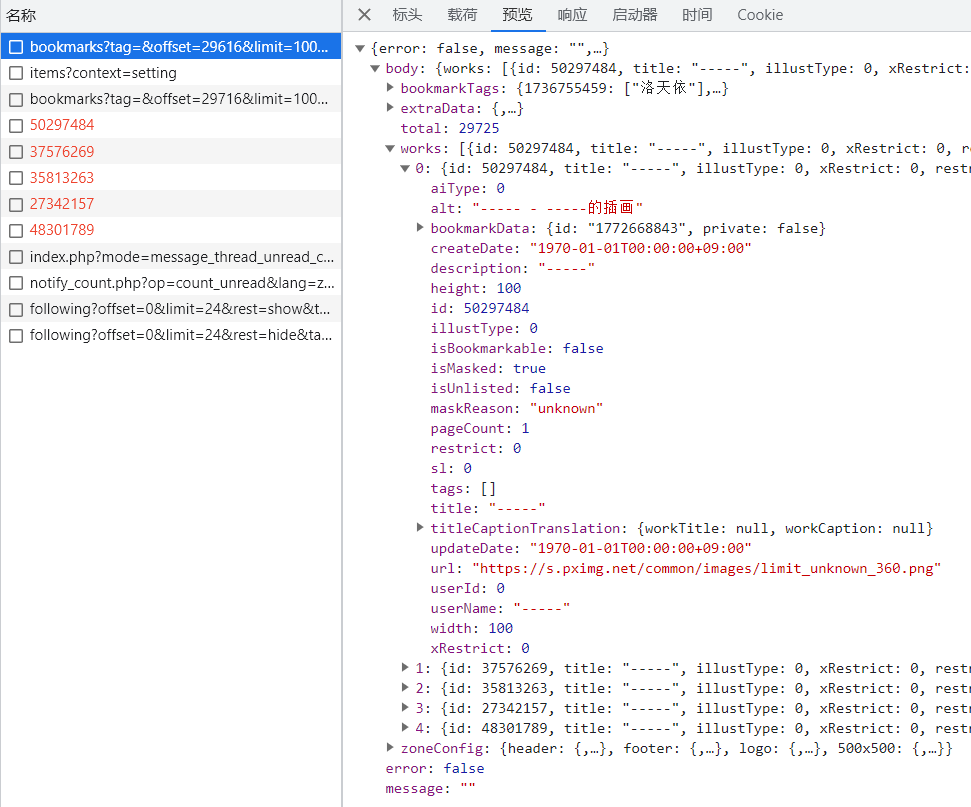 名称
bookmarks?tag=&offset=29616&limit=100...
items?context=setting
bookmarks?tag=&offset=29716&limit=100...
50297484
37576269
35813263
27342157
48301789
index.php?mode=message_thread_unread_c...
notify_count.php?op=count_unread&lang=z...
following?offset=0&limit=24&rest=show&t...
following?offset=0&limit=24&rest=hide&ta...
标头 载荷 预览 响应 启动器 时间 Cookie
{error: false, message: "",…}
body: {works: [{id: 50297484, title: "-----", illustType: 0, xRestrict:
bookmarkTags: {1736755459: ["洛天依"],…}
extraData: {,…}
total: 29725
works: [{id: 50297484, title: "-----", illustType: 0, xRestrict: 0, re
0: {id: 50297484, title: "-----", illustType: 0, xRestrict: 0, restr
aiType: 0
alt: "----- - -----的插画"
bookmarkData: {id: "1772668843", private: false}
createDate: "1970-01-01T00:00:00+09:00"
description: "-----"
height: 100
id: 50297484
illustType: 0
isBookmarkable: false
isMasked: true
isUnlisted: false
maskReason: "unknown"
pageCount: 1
restrict: 0
sl: 0
tags: []
title: "-----"
titleCaptionTranslation: {workTitle: null, workCaption: null}
updateDate: "1970-01-01T00:00:00+09:00"
url: "https://s.pximg.net/common/images/limit_unknown_360.png"
userId: 0
userName: "-----"
width: 100
xRestrict: 0
1: {id: 37576269, title: "-----", illustType: 0, xRestrict: 0, restr
2: {id: 35813263, title: "-----", illustType: 0, xRestrict: 0, restr
3: {id: 27342157, title: "-----", illustType: 0, xRestrict: 0, restr
4: {id: 48301789, title: "-----", illustType: 0, xRestrict: 0, restr
zoneConfig: {header: {,…}, footer: {,…}, logo: {,…}, 500x500: {,…}}
error: false
message: ""